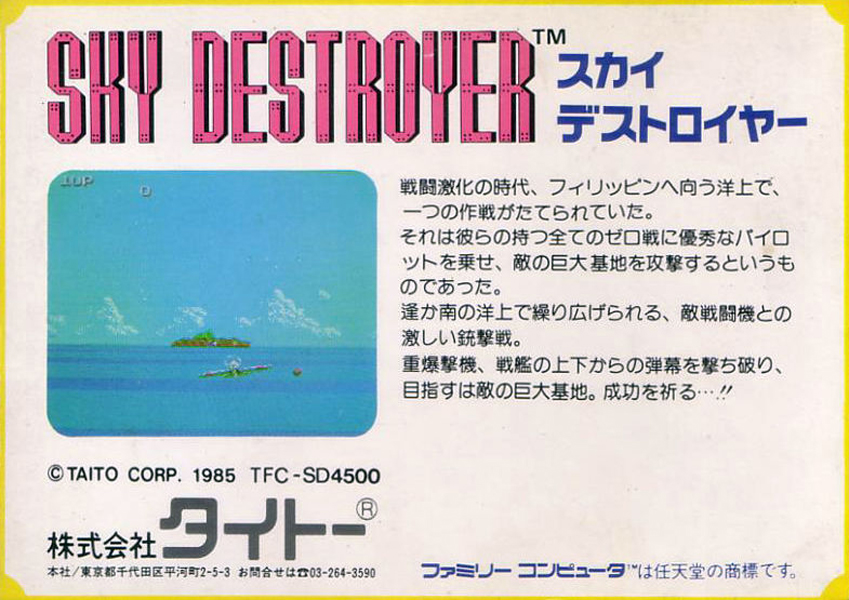 SKY DESTROYER™
スカイ
デストロイヤー
1UP
0
戦闘激化の時代、フィリッピンへ向う洋上で、
一つの作戦がたてられていた。
それは彼らの持つ全てのゼロ戦に優秀なパイロ
ットを乗せ、敵の巨大基地を攻撃するというも
のであった。
遙か南の洋上で繰り広げられる、敵戦闘機との
激しい銃撃戦。
重爆撃機、戦艦の上下からの弾幕を撃ち破り、
目指すは敵の巨大基地。成功を祈る…!!
©TAITO CORP. 1985 TFC-SD4500
株式会社タイトー®
本社/東京都千代田区平河町2-5-3 お問合せは☎03-264-3590
ファミリー コンピュータ™は任天堂の商標です。